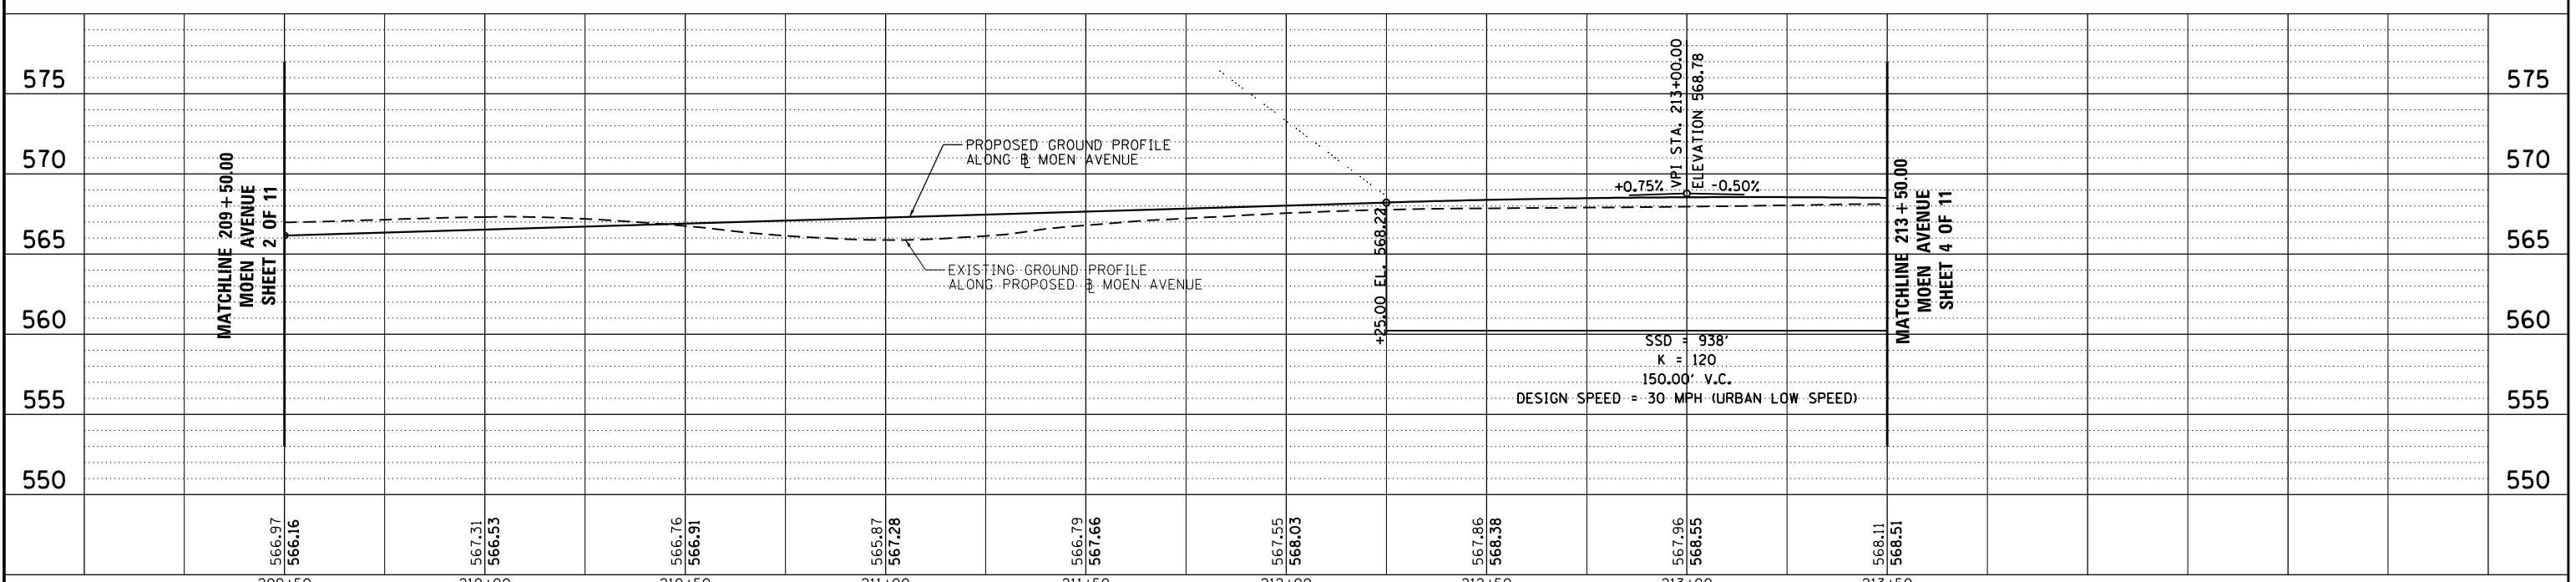 575
570
565
560
555
550
MATCHLINE 209+50.00
MOEN AVENUE
SHEET 2 OF 11
PROPOSED GROUND PROFILE
ALONG ℄ MOEN AVENUE
EXISTING GROUND PROFILE
ALONG PROPOSED ℄ MOEN AVENUE
+25.00 EL. 568.22
+0.75%
VPI STA. 213+00.00
ELEVATION 568.78
-0.50%
SSD = 938'
K = 120
150.00' V.C.
DESIGN SPEED = 30 MPH (URBAN LOW SPEED)
MATCHLINE 213+50.00
MOEN AVENUE
SHEET 4 OF 11
575
570
565
560
555
550
566.97
566.16
567.31
566.53
566.76
566.91
565.87
567.28
566.79
567.66
567.55
568.03
567.86
568.38
567.96
568.55
568.11
568.51